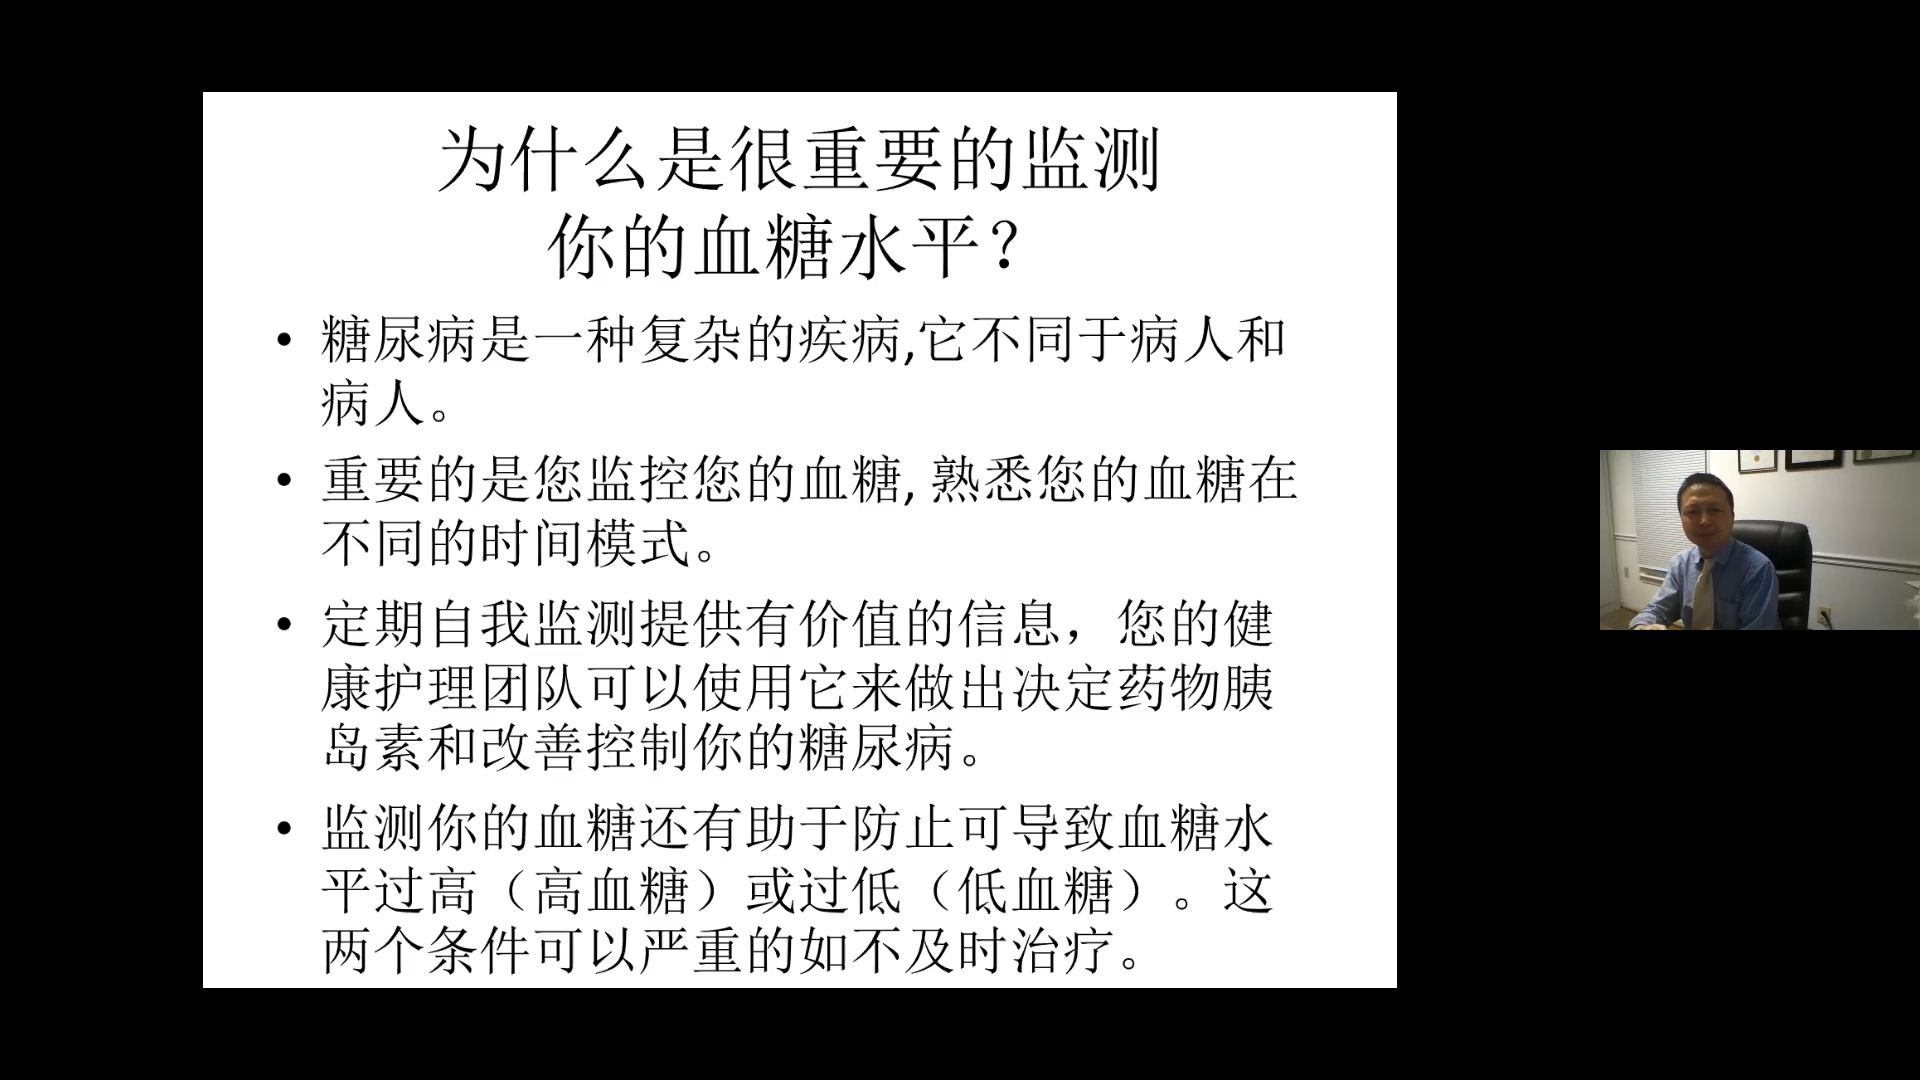 为什么是很重要的监测
你的血糖水平？
• 糖尿病是一种复杂的疾病,它不同于病人和
病人。
• 重要的是您监控您的血糖, 熟悉您的血糖在
不同的时间模式。
• 定期自我监测提供有价值的信息，您的健
康护理团队可以使用它来做出决定药物胰
岛素和改善控制你的糖尿病。
• 监测你的血糖还有助于防止可导致血糖水
平过高（高血糖）或过低（低血糖）。这
两个条件可以严重的如不及时治疗。